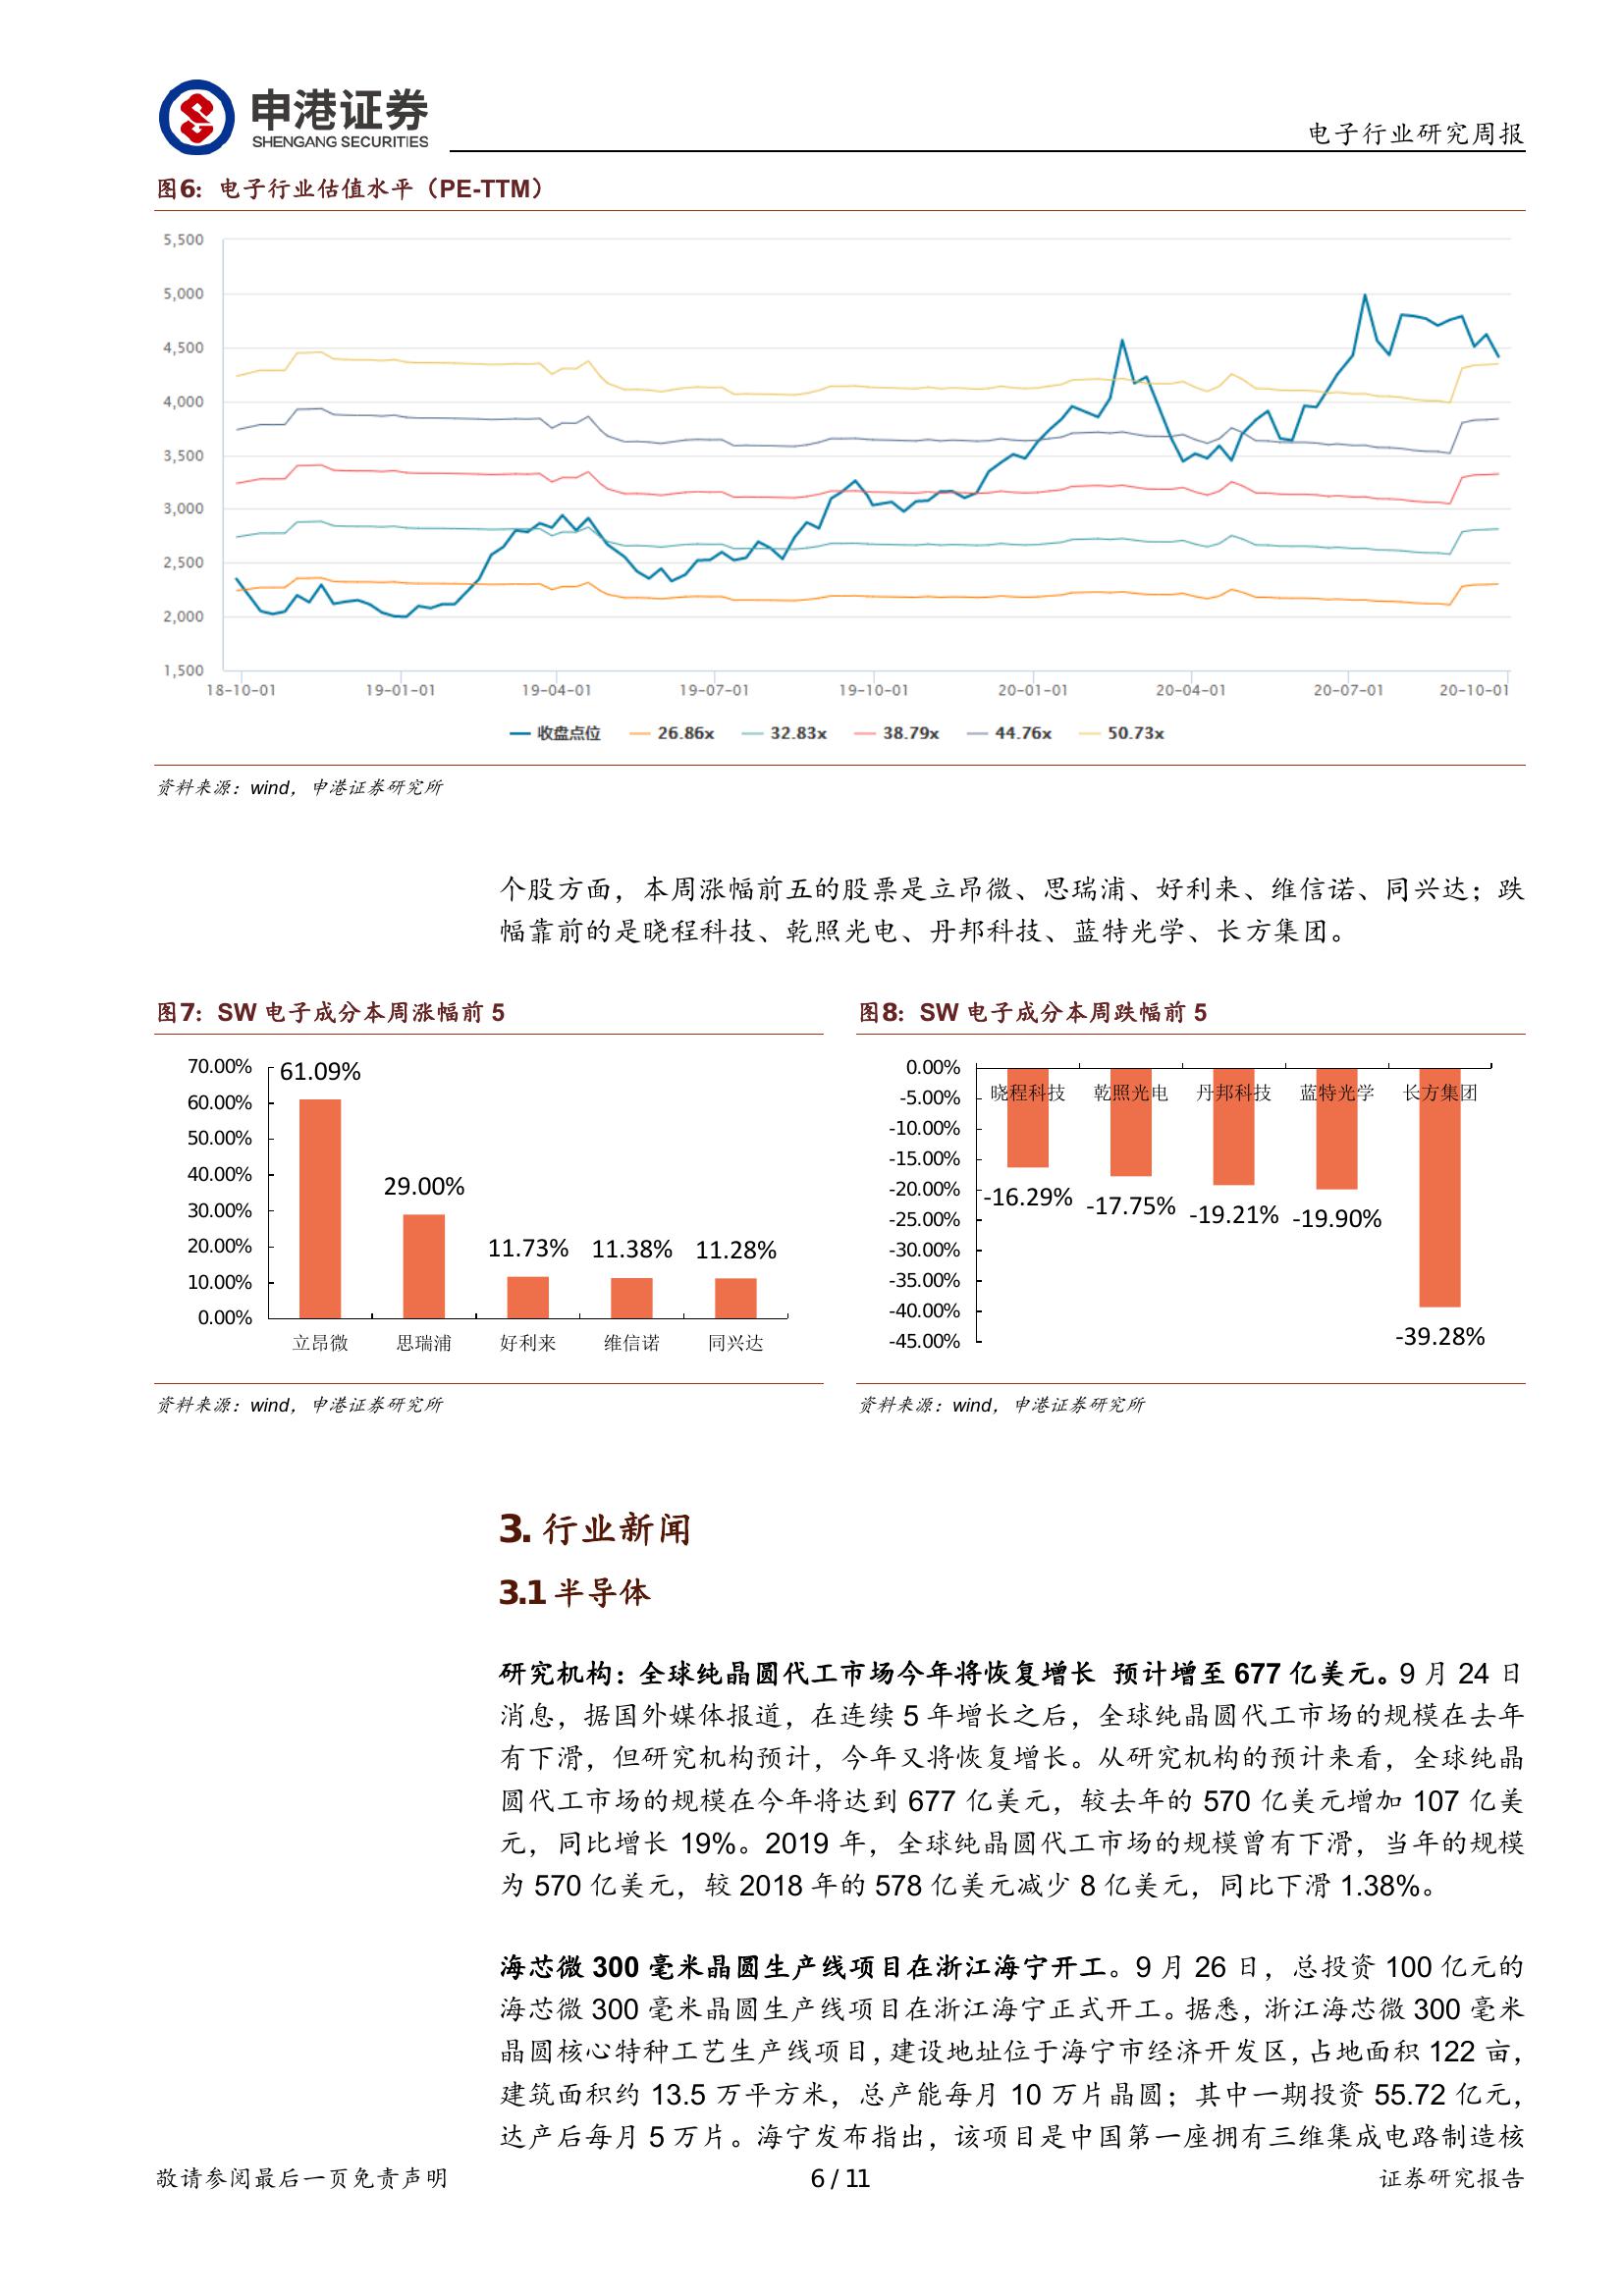 申港证券
SHENGANG SECURITIES
电子行业研究周报
图6：电子行业估值水平（PE-TTM）
5,500
5,000
4,500
4,000
3,500
3,000
2,500
2,000
1,500
18-10-01 19-01-01 19-04-01 19-07-01 19-10-01 20-01-01 20-04-01 20-07-01 20-10-01
收盘点位 26.86x 32.83x 38.79x 44.76x 50.73x
资料来源：wind，申港证券研究所
个股方面，本周涨幅前五的股票是立昂微、思瑞浦、好利来、维信诺、同兴达；跌
幅靠前的是晓程科技、乾照光电、丹邦科技、蓝特光学、长方集团。
图7：SW 电子成分本周涨幅前 5
70.00%
60.00%
50.00%
40.00%
30.00%
20.00%
10.00%
0.00%
61.09%
29.00%
11.73% 11.38% 11.28%
立昂微 思瑞浦 好利来 维信诺 同兴达
资料来源：wind，申港证券研究所
图8：SW 电子成分本周跌幅前 5
0.00%
-5.00%
-10.00%
-15.00%
-20.00%
-25.00%
-30.00%
-35.00%
-40.00%
-45.00%
晓程科技 乾照光电 丹邦科技 蓝特光学 长方集团
-16.29% -17.75% -19.21% -19.90%
-39.28%
资料来源：wind，申港证券研究所
3. 行业新闻
3.1 半导体
研究机构：全球纯晶圆代工市场今年将恢复增长 预计增至 677 亿美元。9 月 24 日
消息，据国外媒体报道，在连续 5 年增长之后，全球纯晶圆代工市场的规模在去年
有下滑，但研究机构预计，今年又将恢复增长。从研究机构的预计来看，全球纯晶
圆代工市场的规模在今年将达到 677 亿美元，较去年的 570 亿美元增加 107 亿美
元，同比增长 19%。2019 年，全球纯晶圆代工市场的规模曾有下滑，当年的规模
为 570 亿美元，较 2018 年的 578 亿美元减少 8 亿美元，同比下滑 1.38%。
海芯微 300 毫米晶圆生产线项目在浙江海宁开工。9 月 26 日，总投资 100 亿元的
海芯微 300 毫米晶圆生产线项目在浙江海宁正式开工。据悉，浙江海芯微 300 毫米
晶圆核心特种工艺生产线项目，建设地址位于海宁市经济开发区，占地面积 122 亩，
建筑面积约 13.5 万平方米，总产能每月 10 万片晶圆；其中一期投资 55.72 亿元，
达产后每月 5 万片。海宁发布指出，该项目是中国第一座拥有三维集成电路制造核
敬请参阅最后一页免责声明
6 / 11
证券研究报告